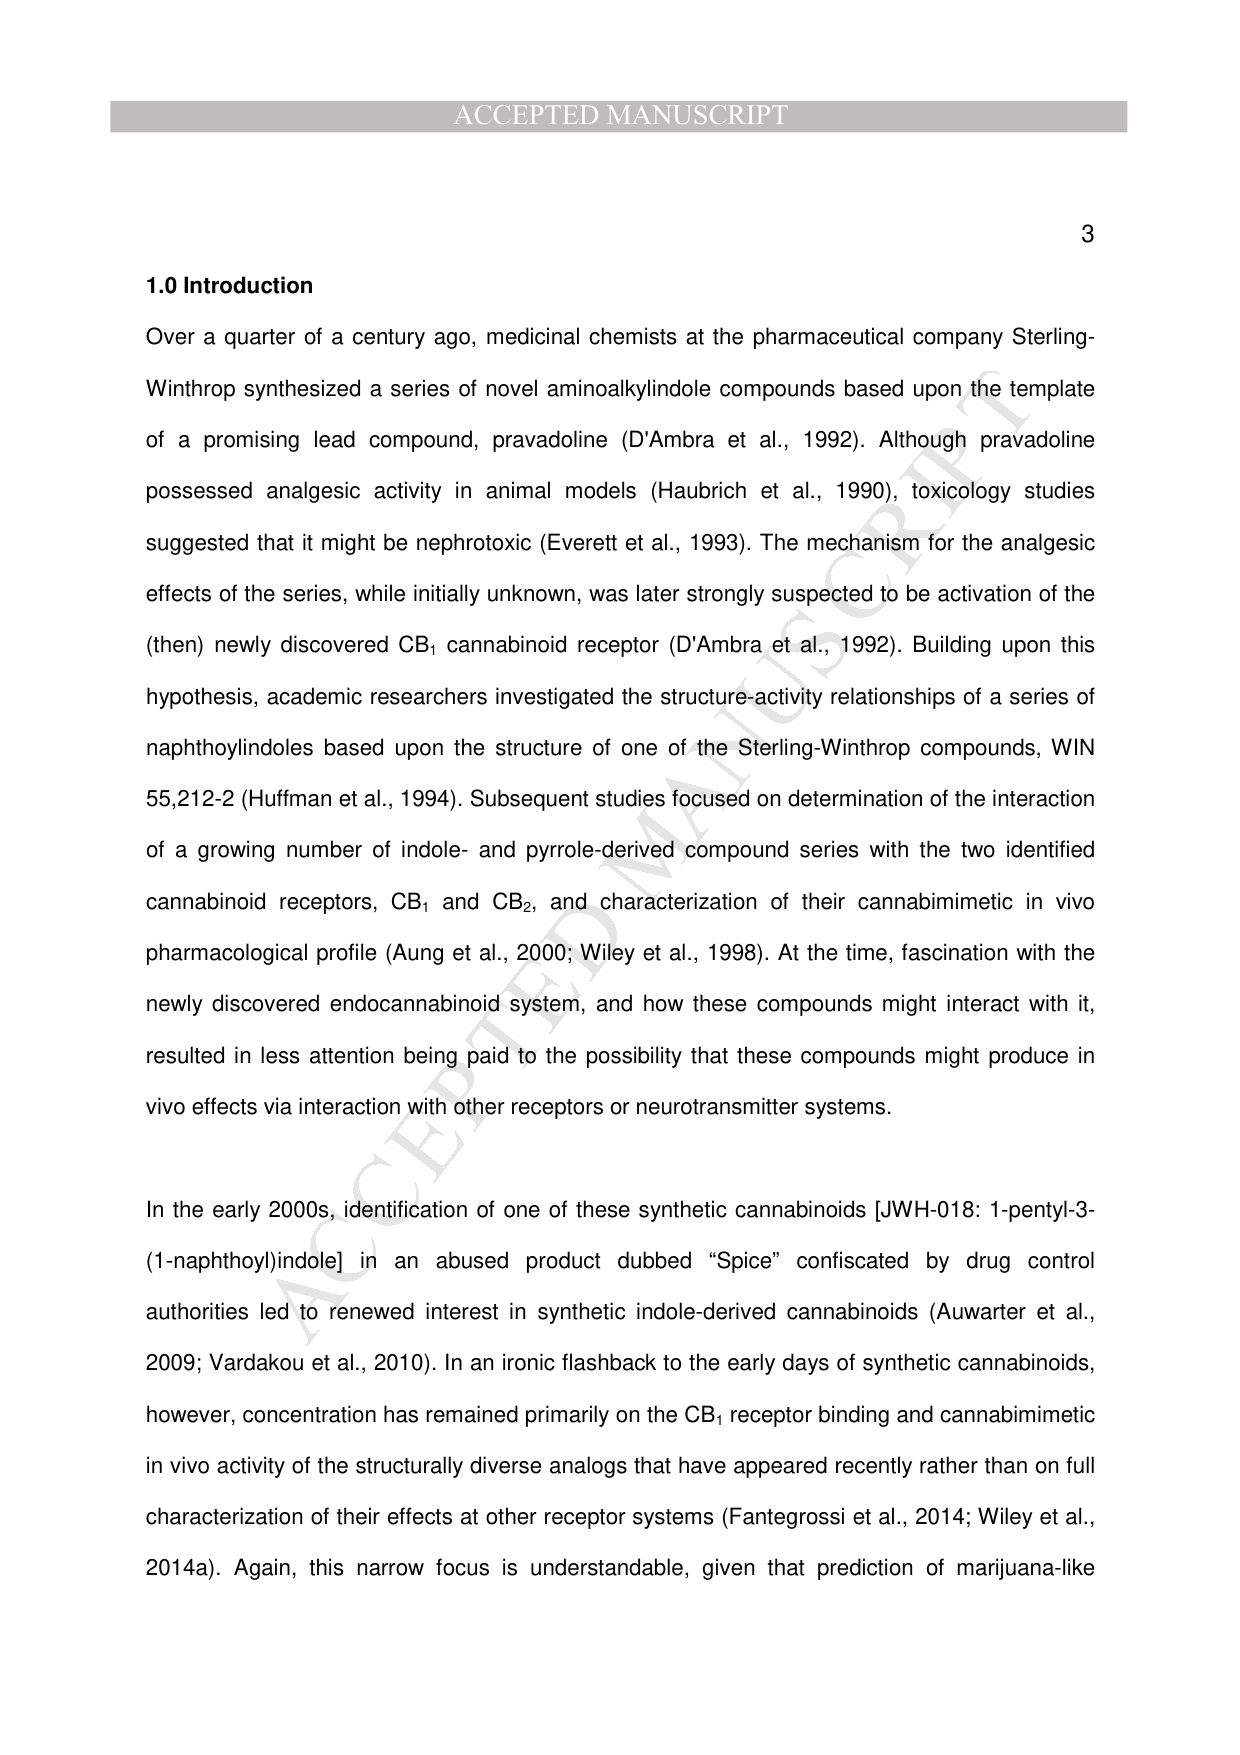 ACCEPTED MANUSCRIPT
3
1.0 Introduction
Over a quarter of a century ago, medicinal chemists at the pharmaceutical company Sterling-
Winthrop synthesized a series of novel aminoalkylindole compounds based upon the template
of a promising lead compound, pravadoline (D'Ambra et al., 1992). Although pravadoline
possessed analgesic activity in animal models (Haubrich et al., 1990), toxicology studies
suggested that it might be nephrotoxic (Everett et al., 1993). The mechanism for the analgesic
effects of the series, while initially unknown, was later strongly suspected to be activation of the
(then) newly discovered CB₁ cannabinoid receptor (D'Ambra et al., 1992). Building upon this
hypothesis, academic researchers investigated the structure-activity relationships of a series of
naphthoylindoles based upon the structure of one of the Sterling-Winthrop compounds, WIN
55,212-2 (Huffman et al., 1994). Subsequent studies focused on determination of the interaction
of a growing number of indole- and pyrrole-derived compound series with the two identified
cannabinoid receptors, CB₁ and CB₂, and characterization of their cannabimimetic in vivo
pharmacological profile (Aung et al., 2000; Wiley et al., 1998). At the time, fascination with the
newly discovered endocannabinoid system, and how these compounds might interact with it,
resulted in less attention being paid to the possibility that these compounds might produce in
vivo effects via interaction with other receptors or neurotransmitter systems.
In the early 2000s, identification of one of these synthetic cannabinoids [JWH-018: 1-pentyl-3-
(1-naphthoyl)indole] in an abused product dubbed “Spice” confiscated by drug control
authorities led to renewed interest in synthetic indole-derived cannabinoids (Auwarter et al.,
2009; Vardakou et al., 2010). In an ironic flashback to the early days of synthetic cannabinoids,
however, concentration has remained primarily on the CB₁ receptor binding and cannabimimetic
in vivo activity of the structurally diverse analogs that have appeared recently rather than on full
characterization of their effects at other receptor systems (Fantegrossi et al., 2014; Wiley et al.,
2014a). Again, this narrow focus is understandable, given that prediction of marijuana-like
ACCEPTED MANUSCRIPT